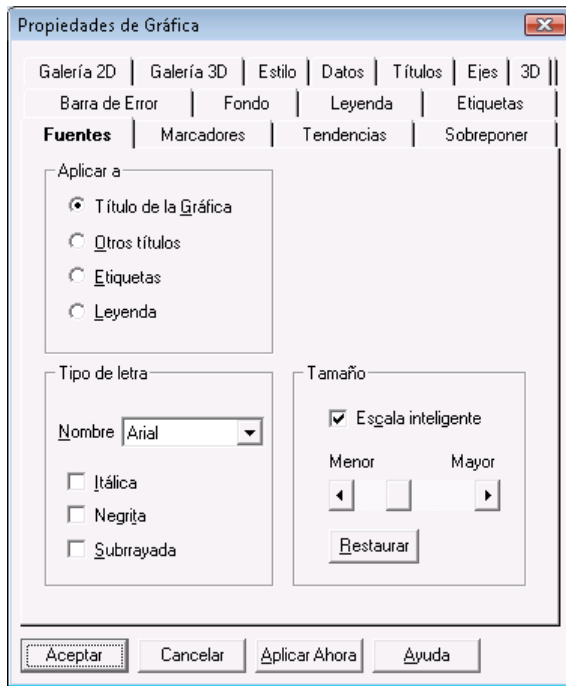 Propiedades de Gráfica
Galería 2D Galería 3D Estilo Datos Títulos Ejes 3D
Barra de Error Fondo Leyenda Etiquetas
Fuentes Marcadores Tendencias Sobreponer
Aplicar a
Título de la Gráfica
Otros títulos
Etiquetas
Leyenda
Tipo de letra
Nombre Arial
Itálica
Negrita
Subrrayada
Tamaño
Escala inteligente
Menor Mayor
Restaurar
Aceptar Cancelar Aplicar Ahora Ayuda